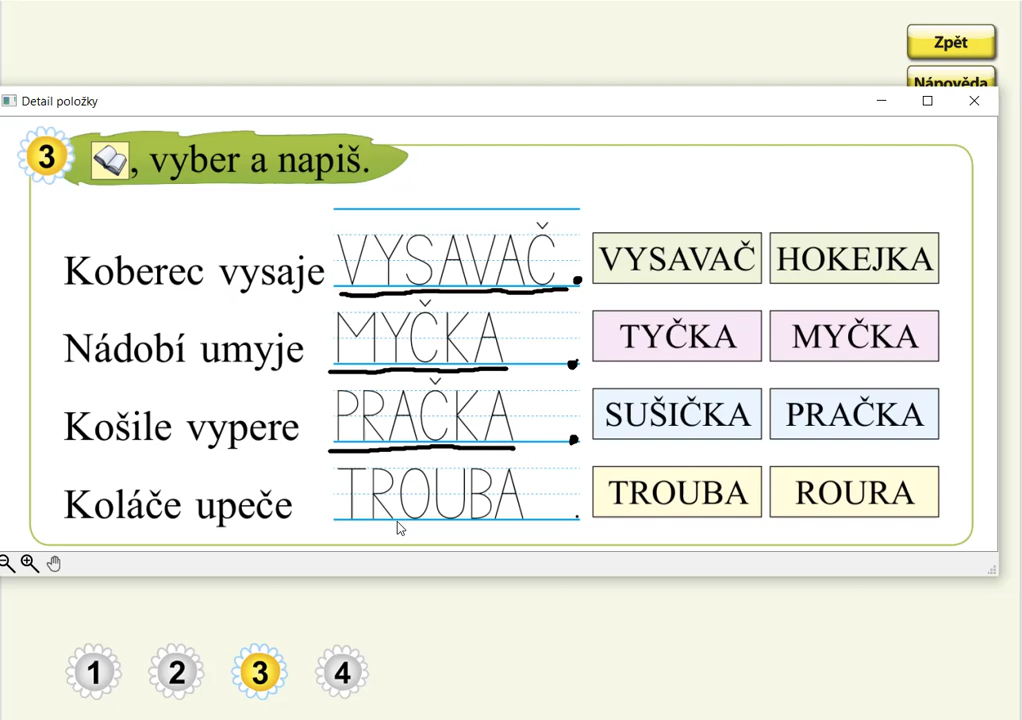 Zpět
Nápověda
Detail položky
3 , vyber a napiš.
Koberec vysaje VYSAVAČ. VYSAVAČ HOKEJKA
Nádobí umyje MYČKA. TYČKA MYČKA
Košile vypere PRAČKA. SUŠIČKA PRAČKA
Koláče upeče TROUBA. TROUBA ROURA
1 2 3 4